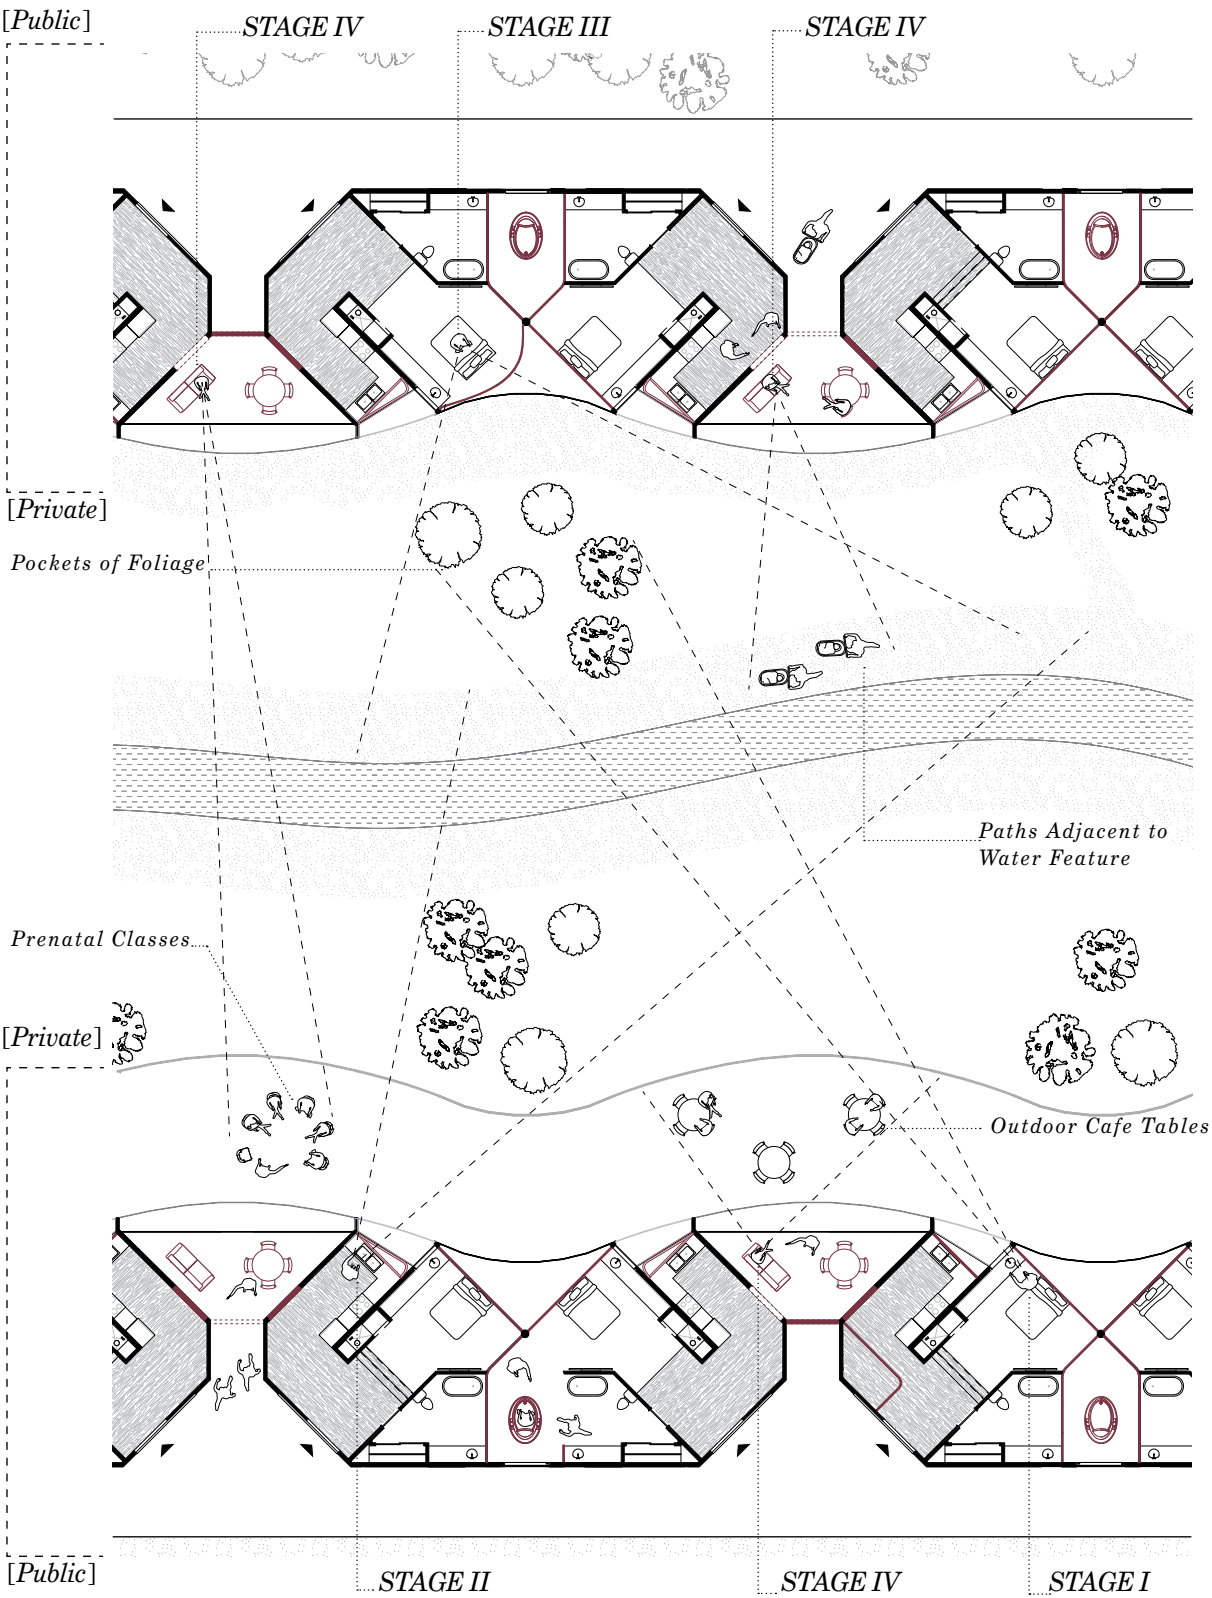 [Public]
STAGE IV
STAGE III
STAGE IV
[Private]
Pockets of Foliage
Paths Adjacent to
Water Feature
Prenatal Classes
[Private]
Outdoor Cafe Tables
[Public]
STAGE II
STAGE IV
STAGE I